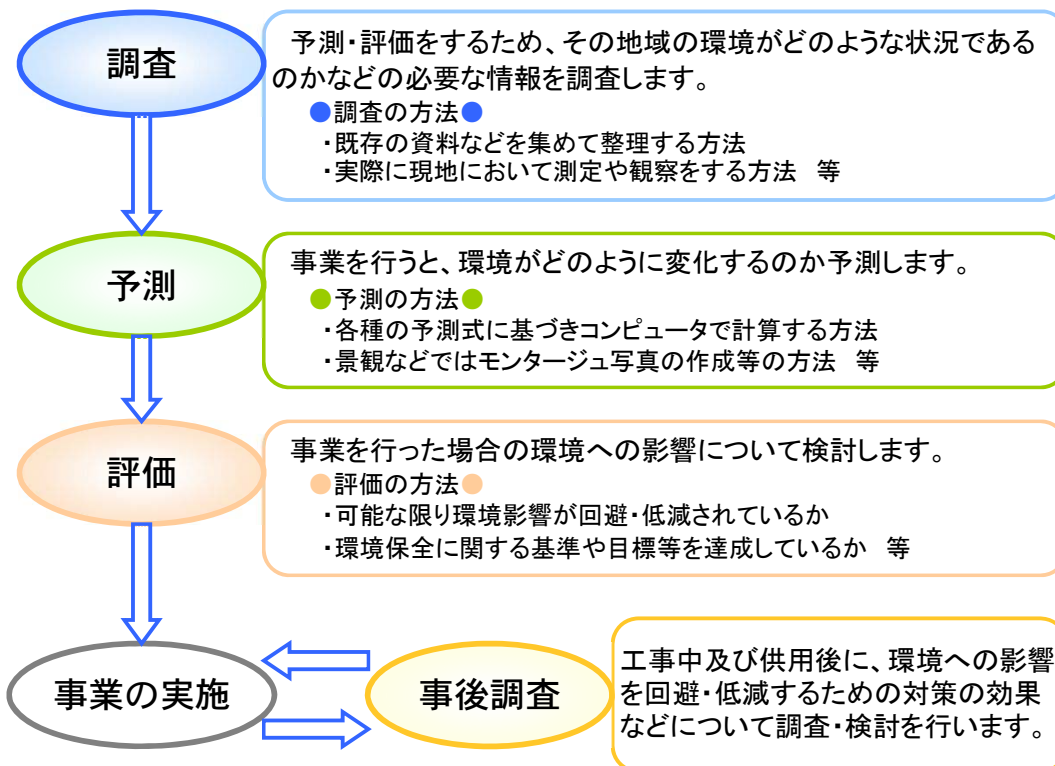 調査
予測・評価をするため、その地域の環境がどのような状況である
のかなどの必要な情報を調査します。
●調査の方法●
・既存の資料などを集めて整理する方法
・実際に現地において測定や観察をする方法　等
予測
事業を行うと、環境がどのように変化するのか予測します。
●予測の方法●
・各種の予測式に基づきコンピュータで計算する方法
・景観などではモンタージュ写真の作成等の方法　等
評価
事業を行った場合の環境への影響について検討します。
●評価の方法●
・可能な限り環境影響が回避・低減されているか
・環境保全に関する基準や目標等を達成しているか　等
事業の実施
事後調査
工事中及び供用後に、環境への影響
を回避・低減するための対策の効果
などについて調査・検討を行います。